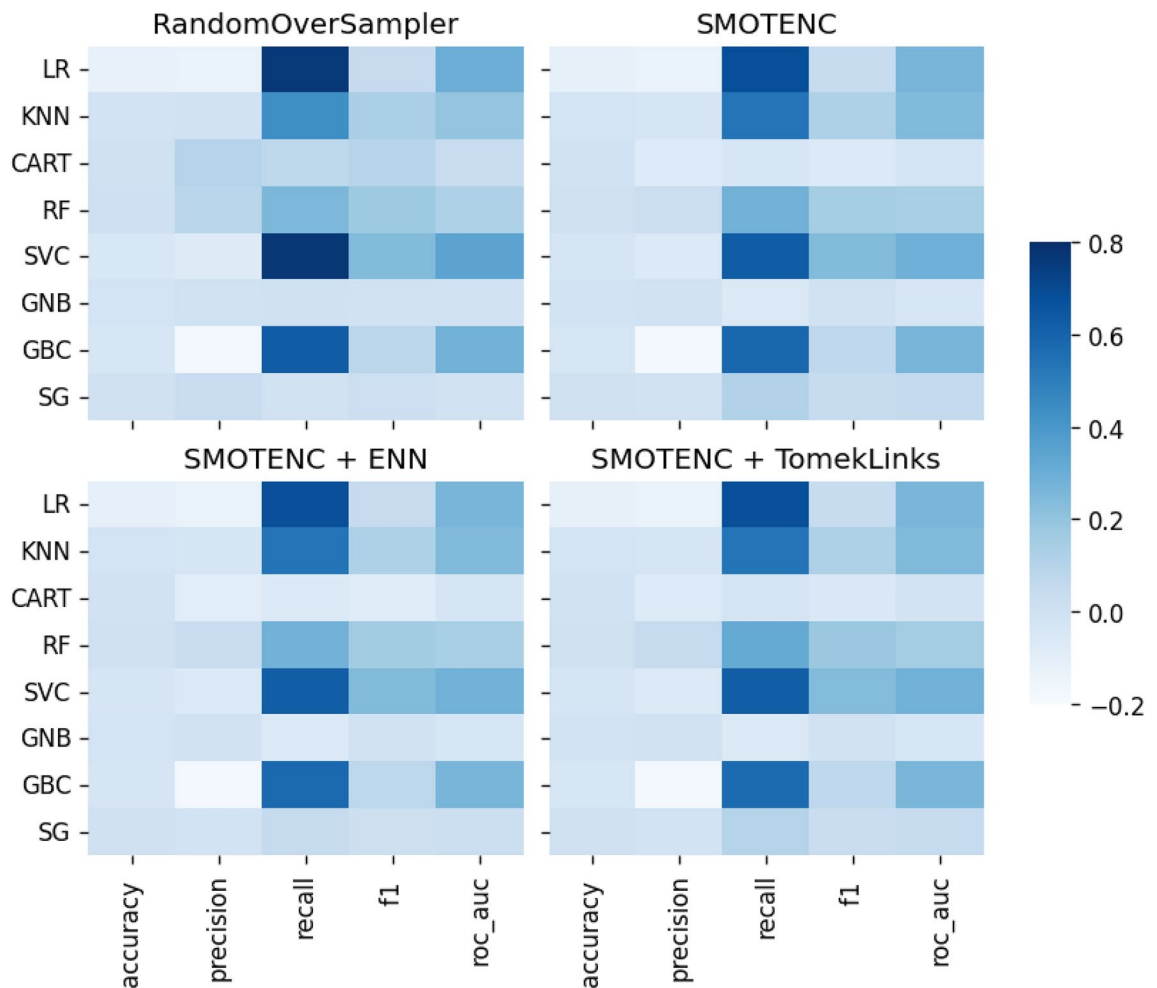 RandomOverSampler
SMOTENC
LR
KNN
CART
RF
SVC
GNB
GBC
SG
SMOTENC + ENN
SMOTENC + TomekLinks
LR
KNN
CART
RF
SVC
GNB
GBC
SG
accuracy
precision
recall
f1
roc_auc
accuracy
precision
recall
f1
roc_auc
0.8
0.6
0.4
0.2
0.0
−0.2